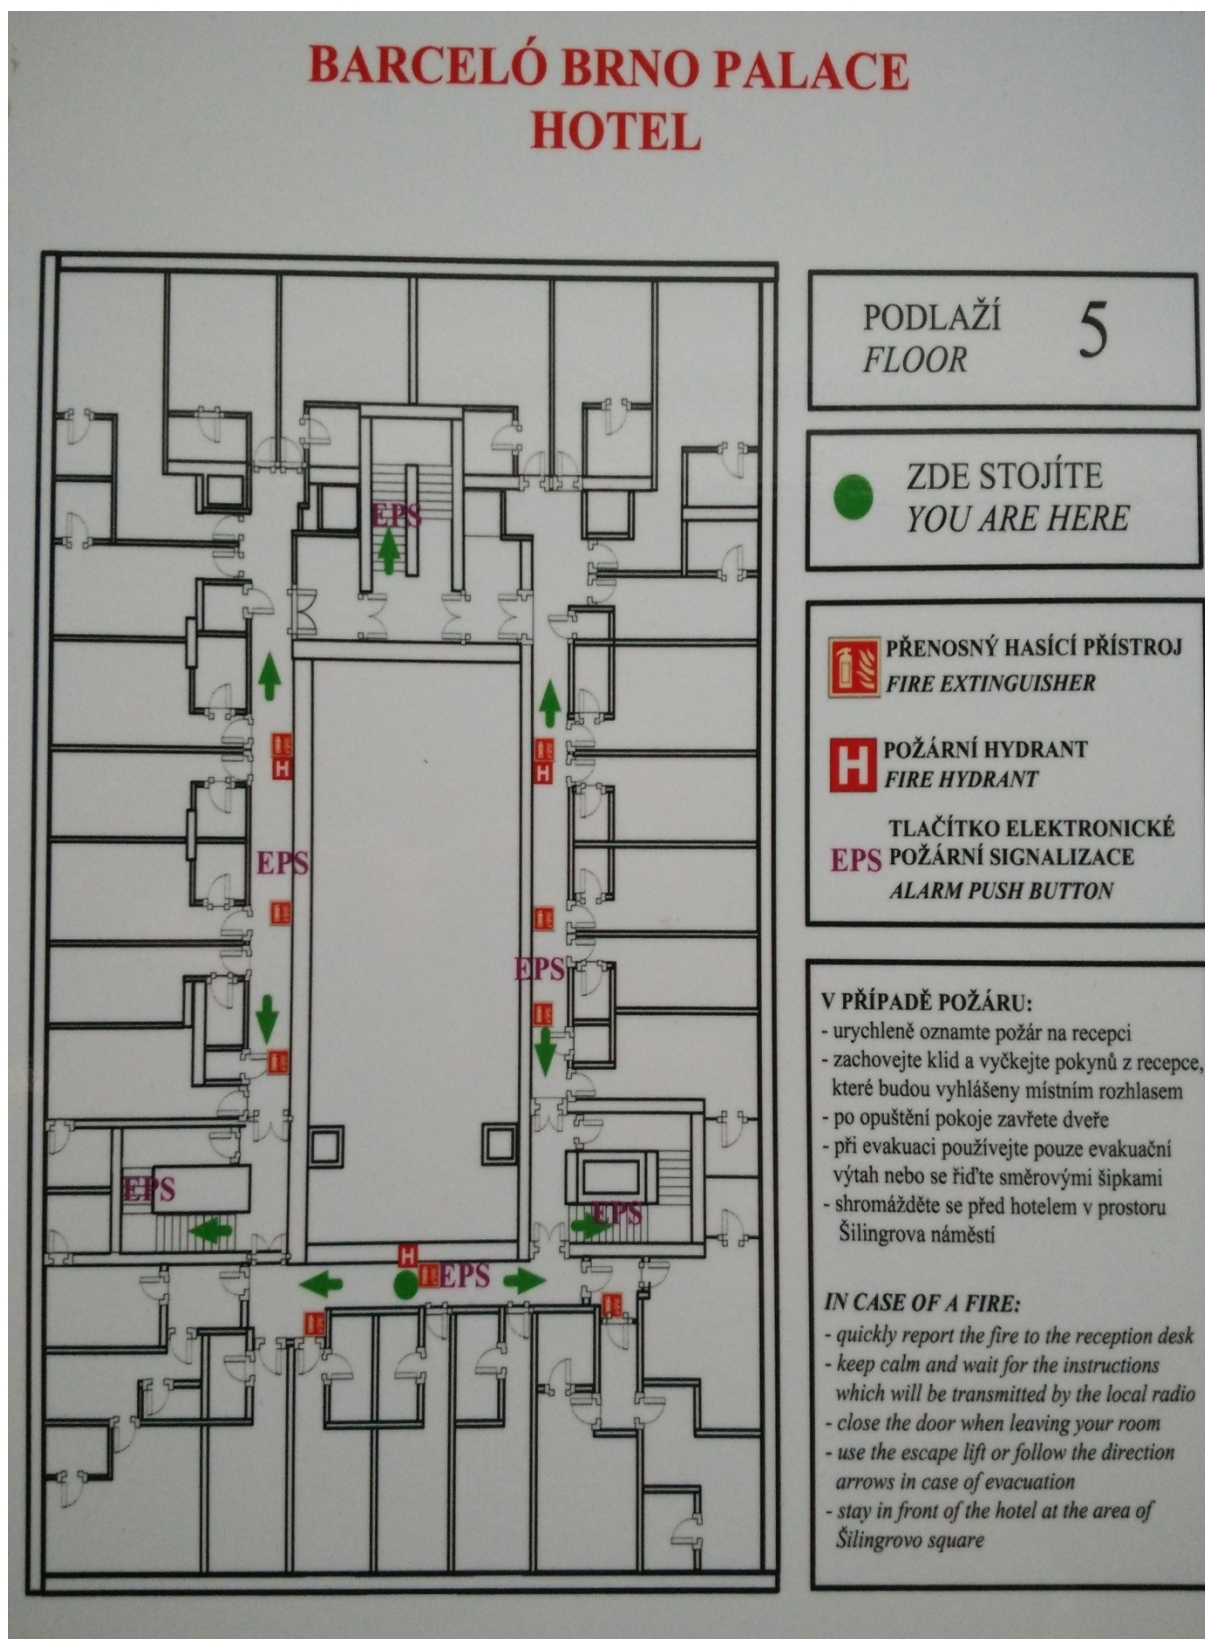 BARCELÓ BRNO PALACE
HOTEL
PODLAŽÍ 5
FLOOR
ZDE STOJÍTE
YOU ARE HERE
PŘENOSNÝ HASÍCÍ PŘÍSTROJ
FIRE EXTINGUISHER
H POŽÁRNÍ HYDRANT
FIRE HYDRANT
TLAČÍTKO ELEKTRONICKÉ
EPS POŽÁRNÍ SIGNALIZACE
ALARM PUSH BUTTON
V PŘÍPADĚ POŽÁRU:
- urychleně oznamte požár na recepci
- zachovejte klid a vyčkejte pokynů z recepce,
které budou vyhlášeny místním rozhlasem
- po opuštění pokoje zavřete dveře
- při evakuaci používejte pouze evakuační
výtah nebo se řiďte směrovými šipkami
- shromážděte se před hotelem v prostoru
Šilingrova náměstí
IN CASE OF A FIRE:
- quickly report the fire to the reception desk
- keep calm and wait for the instructions
which will be transmitted by the local radio
- close the door when leaving your room
- use the escape lift or follow the direction
arrows in case of evacuation
- stay in front of the hotel at the area of
Šilingrovo square
EPS
H
H
EPS
EPS
EPS
EPS
H
EPS